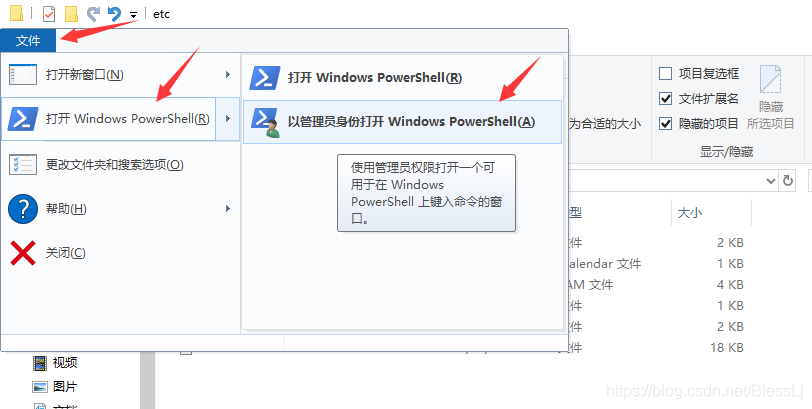 etc
文件
打开新窗口(N)
打开 Windows PowerShell(R)
更改文件夹和搜索选项(O)
帮助(H)
关闭(C)
打开 Windows PowerShell(R)
以管理员身份打开 Windows PowerShell(A)
使用管理员权限打开一个可
用于在 Windows
PowerShell 上键入命令的窗
口。
为合适的大小
项目复选框
文件扩展名
隐藏的项目
隐藏
所选项目
显示/隐藏
型 大小
文件 2 KB
alendar 文件 1 KB
AM 文件 4 KB
文件 1 KB
文件 2 KB
文件 18 KB
视频
图片
https://blog.csdn.net/BlessLj